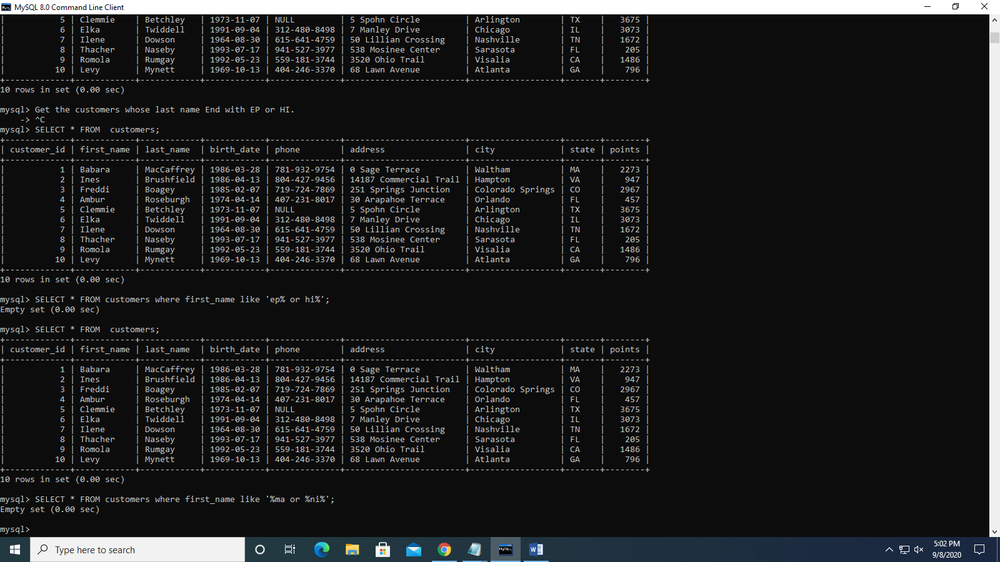 MySQL 8.0 Command Line Client
|           5 | Clemmie    | Betchley   | 1973-11-07 | NULL         | 5 Spohn Circle         | Arlington        | TX    |   3675 |
|           6 | Elka       | Twiddell   | 1991-09-04 | 312-480-8498 | 7 Manley Drive         | Chicago          | IL    |   3073 |
|           7 | Ilene      | Dowson     | 1964-08-30 | 615-641-4759 | 50 Lillian Crossing    | Nashville        | TN    |   1672 |
|           8 | Thacher    | Naseby     | 1993-07-17 | 941-527-3977 | 538 Mosinee Center     | Sarasota         | FL    |    205 |
|           9 | Romola     | Rumgay     | 1992-05-23 | 559-181-3744 | 3520 Ohio Trail        | Visalia          | CA    |   1486 |
|          10 | Levy       | Mynett     | 1969-10-13 | 404-246-3370 | 68 Lawn Avenue         | Atlanta          | GA    |    796 |
+-------------+------------+------------+------------+--------------+------------------------+------------------+-------+--------+
10 rows in set (0.00 sec)
mysql> Get the customers whose last name End with EP or HI.
    -> ^C
mysql> SELECT * FROM  customers;
+-------------+------------+------------+------------+--------------+------------------------+------------------+-------+--------+
| customer_id | first_name | last_name  | birth_date | phone        | address                | city             | state | points |
+-------------+------------+------------+------------+--------------+------------------------+------------------+-------+--------+
|           1 | Babara     | MacCaffrey | 1986-03-28 | 781-932-9754 | 0 Sage Terrace         | Waltham          | MA    |   2273 |
|           2 | Ines       | Brushfield | 1986-04-13 | 804-427-9456 | 14187 Commercial Trail | Hampton          | VA    |    947 |
|           3 | Freddi     | Boagey     | 1985-02-07 | 719-724-7869 | 251 Springs Junction   | Colorado Springs | CO    |   2967 |
|           4 | Ambur      | Roseburgh  | 1974-04-14 | 407-231-8017 | 30 Arapahoe Terrace    | Orlando          | FL    |    457 |
|           5 | Clemmie    | Betchley   | 1973-11-07 | NULL         | 5 Spohn Circle         | Arlington        | TX    |   3675 |
|           6 | Elka       | Twiddell   | 1991-09-04 | 312-480-8498 | 7 Manley Drive         | Chicago          | IL    |   3073 |
|           7 | Ilene      | Dowson     | 1964-08-30 | 615-641-4759 | 50 Lillian Crossing    | Nashville        | TN    |   1672 |
|           8 | Thacher    | Naseby     | 1993-07-17 | 941-527-3977 | 538 Mosinee Center     | Sarasota         | FL    |    205 |
|           9 | Romola     | Rumgay     | 1992-05-23 | 559-181-3744 | 3520 Ohio Trail        | Visalia          | CA    |   1486 |
|          10 | Levy       | Mynett     | 1969-10-13 | 404-246-3370 | 68 Lawn Avenue         | Atlanta          | GA    |    796 |
+-------------+------------+------------+------------+--------------+------------------------+------------------+-------+--------+
10 rows in set (0.00 sec)
mysql> SELECT * FROM customers where first_name like 'ep% or hi%';
Empty set (0.00 sec)
mysql> SELECT * FROM  customers;
+-------------+------------+------------+------------+--------------+------------------------+------------------+-------+--------+
| customer_id | first_name | last_name  | birth_date | phone        | address                | city             | state | points |
+-------------+------------+------------+------------+--------------+------------------------+------------------+-------+--------+
|           1 | Babara     | MacCaffrey | 1986-03-28 | 781-932-9754 | 0 Sage Terrace         | Waltham          | MA    |   2273 |
|           2 | Ines       | Brushfield | 1986-04-13 | 804-427-9456 | 14187 Commercial Trail | Hampton          | VA    |    947 |
|           3 | Freddi     | Boagey     | 1985-02-07 | 719-724-7869 | 251 Springs Junction   | Colorado Springs | CO    |   2967 |
|           4 | Ambur      | Roseburgh  | 1974-04-14 | 407-231-8017 | 30 Arapahoe Terrace    | Orlando          | FL    |    457 |
|           5 | Clemmie    | Betchley   | 1973-11-07 | NULL         | 5 Spohn Circle         | Arlington        | TX    |   3675 |
|           6 | Elka       | Twiddell   | 1991-09-04 | 312-480-8498 | 7 Manley Drive         | Chicago          | IL    |   3073 |
|           7 | Ilene      | Dowson     | 1964-08-30 | 615-641-4759 | 50 Lillian Crossing    | Nashville        | TN    |   1672 |
|           8 | Thacher    | Naseby     | 1993-07-17 | 941-527-3977 | 538 Mosinee Center     | Sarasota         | FL    |    205 |
|           9 | Romola     | Rumgay     | 1992-05-23 | 559-181-3744 | 3520 Ohio Trail        | Visalia          | CA    |   1486 |
|          10 | Levy       | Mynett     | 1969-10-13 | 404-246-3370 | 68 Lawn Avenue         | Atlanta          | GA    |    796 |
+-------------+------------+------------+------------+--------------+------------------------+------------------+-------+--------+
10 rows in set (0.00 sec)
mysql> SELECT * FROM customers where first_name like '%ma or %ni%';
Empty set (0.00 sec)
mysql>
Type here to search
5:02 PM
9/8/2020